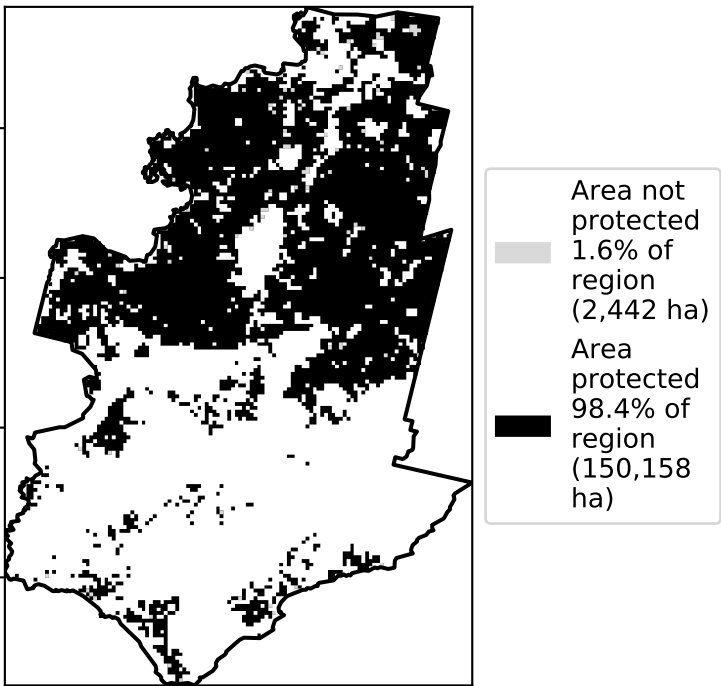 Area not
protected
1.6% of
region
(2,442 ha)
Area
protected
98.4% of
region
(150,158
ha)